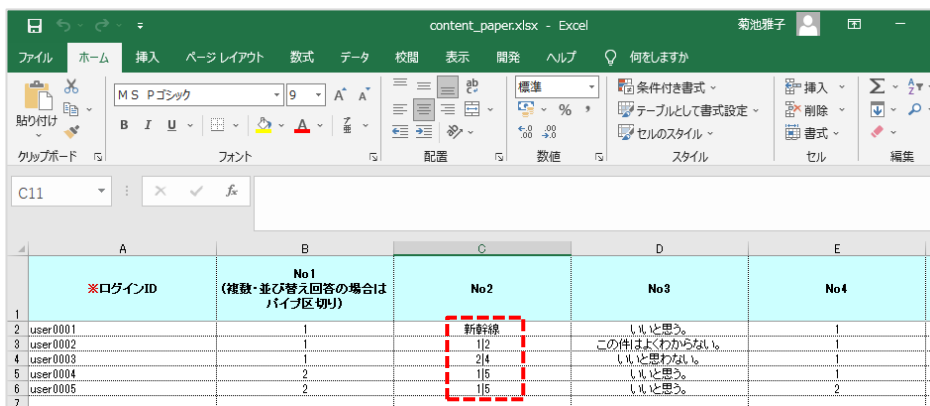 content_paper.xlsx - Excel
菊池雅子
ファイル ホーム 挿入 ページ レイアウト 数式 データ 校閲 表示 開発 ヘルプ 何をしますか
貼り付け
ＭＳ Ｐゴシック 9 A A
B I U A 亜
ab
標準
% ,
条件付き書式
テーブルとして書式設定
セルのスタイル
挿入
削除
書式
Σ
クリップボード フォント 配置 数値 スタイル セル 編集
C11 fx
A B C D E
1
※ログインID
No1
(複数・並び替え回答の場合は
パイプ区切り)
No2
No3
No4
2 user0001 1 新幹線 いいと思う。 1
3 user0002 1 1|2 この件はよくわからない。 1
4 user0003 1 2|4 いいと思わない。 1
5 user0004 2 1|5 いいと思う。 1
6 user0005 2 1|5 いいと思う。 2
7